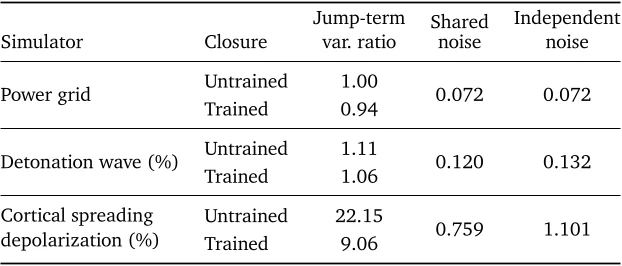 Simulator Closure Jump-term var. ratio Shared noise Independent noise
Power grid Untrained 1.00 0.072 0.072
Trained 0.94
Detonation wave (%) Untrained 1.11 0.120 0.132
Trained 1.06
Cortical spreading depolarization (%) Untrained 22.15 0.759 1.101
Trained 9.06